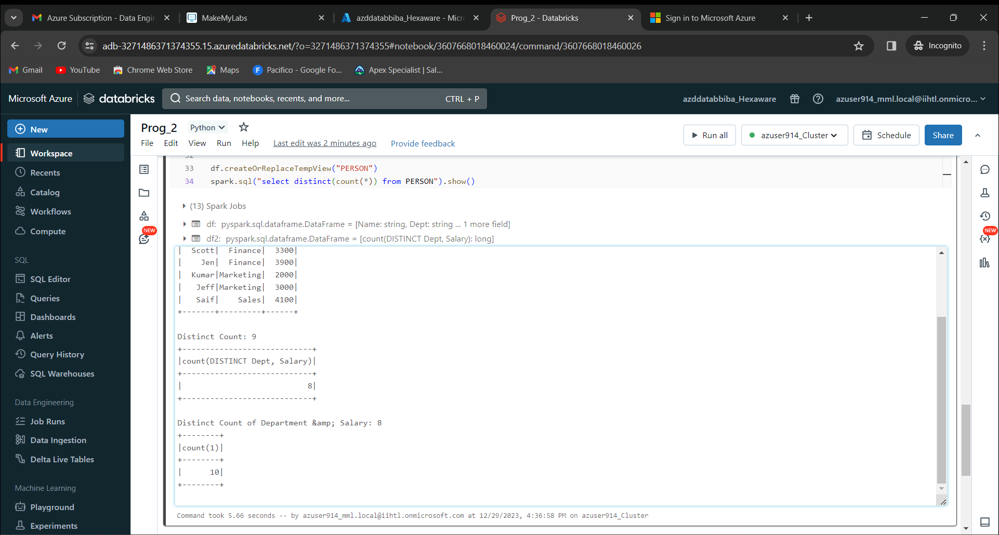 Azure Subscription - Data Engin
MakeMyLabs
azddatabbiba_Hexaware - Micr
Prog_2 - Databricks
Sign in to Microsoft Azure
adb-3271486371374355.15.azuredatabricks.net/?o=3271486371374355#notebook/3607668018460024/command/3607668018460026
Incognito
Gmail
YouTube
Chrome Web Store
Maps
Pacifico - Google Fo...
Apex Specialist | Sal...
Microsoft Azure
databricks
Search data, notebooks, recents, and more...
CTRL + P
azddatabbiba_Hexaware
azuser914_mml.local@iihtl.onmicro...
New
Workspace
Recents
Catalog
Workflows
Compute
SQL
SQL Editor
Queries
Dashboards
Alerts
Query History
SQL Warehouses
Data Engineering
Job Runs
Data Ingestion
Delta Live Tables
Machine Learning
Playground
Experiments
Prog_2
Python
File Edit View Run Help
Last edit was 2 minutes ago
Provide feedback
Run all
azuser914_Cluster
Schedule
Share
NEW
32
33 df.createOrReplaceTempView("PERSON")
34 spark.sql("select distinct(count(*)) from PERSON").show()
(13) Spark Jobs
df: pyspark.sql.dataframe.DataFrame = [Name: string, Dept: string ... 1 more field]
df2: pyspark.sql.dataframe.DataFrame = [count(DISTINCT Dept, Salary): long]
|  Scott|  Finance|  3300|
|    Jen|  Finance|  3900|
|  Kumar|Marketing|  2000|
|   Jeff|Marketing|  3000|
|   Saif|    Sales|  4100|
+-------+---------+------+
Distinct Count: 9
+----------------------------+
|count(DISTINCT Dept, Salary)|
+----------------------------+
|                           8|
+----------------------------+
Distinct Count of Department &amp; Salary: 8
+--------+
|count(1)|
+--------+
|      10|
+--------+
Command took 5.66 seconds -- by azuser914_mml.local@iihtl.onmicrosoft.com at 12/29/2023, 4:36:58 PM on azuser914_Cluster
NEW